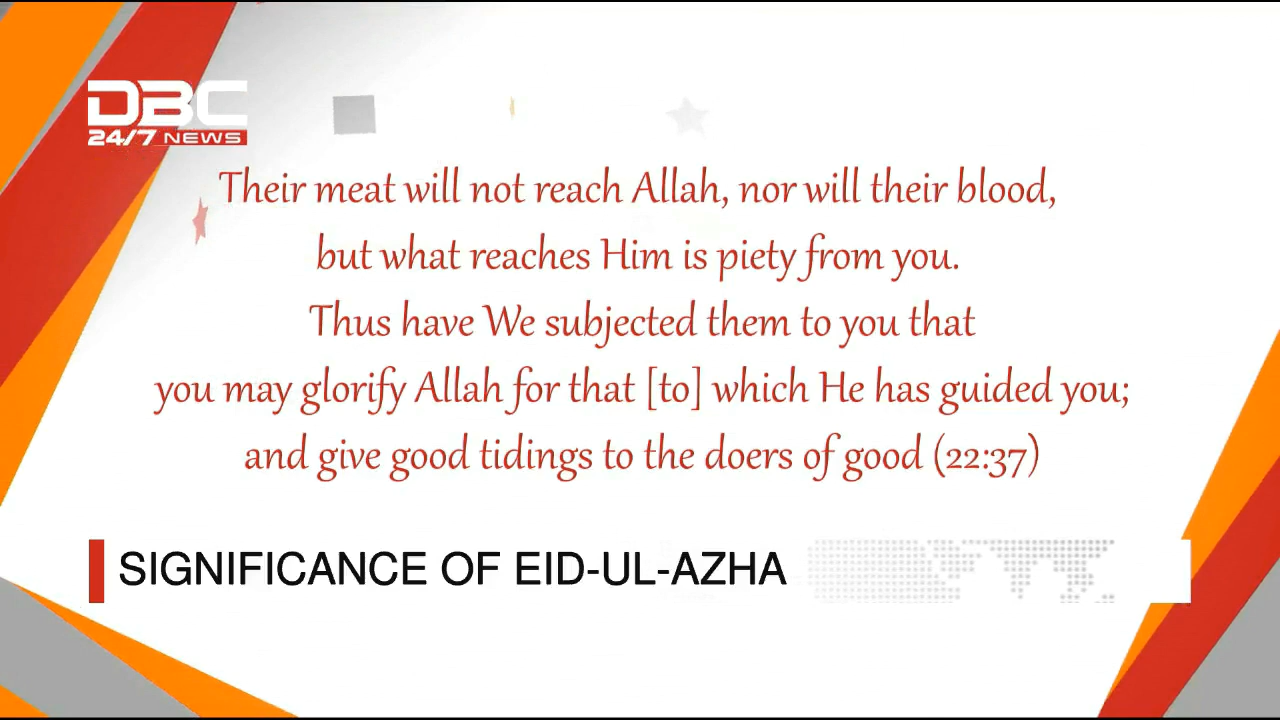 DBC
24/7 NEWS
Their meat will not reach Allah, nor will their blood,
but what reaches Him is piety from you.
Thus have We subjected them to you that
you may glorify Allah for that [to] which He has guided you;
and give good tidings to the doers of good (22:37)
SIGNIFICANCE OF EID-UL-AZHA